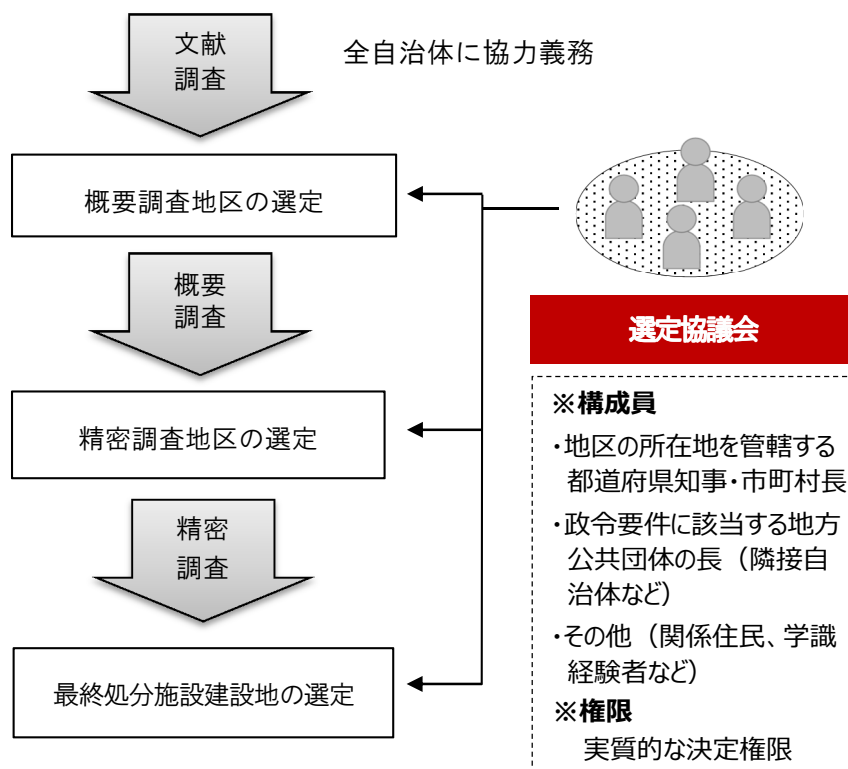 文献
調査
全自治体に協力義務
概要調査地区の選定
概要
調査
精密調査地区の選定
精密
調査
最終処分施設建設地の選定
選定協議会
※構成員
・地区の所在地を管轄する
都道府県知事・市町村長
・政令要件に該当する地方
公共団体の長（隣接自
治体など）
・その他（関係住民、学識
経験者など）
※権限
実質的な決定権限